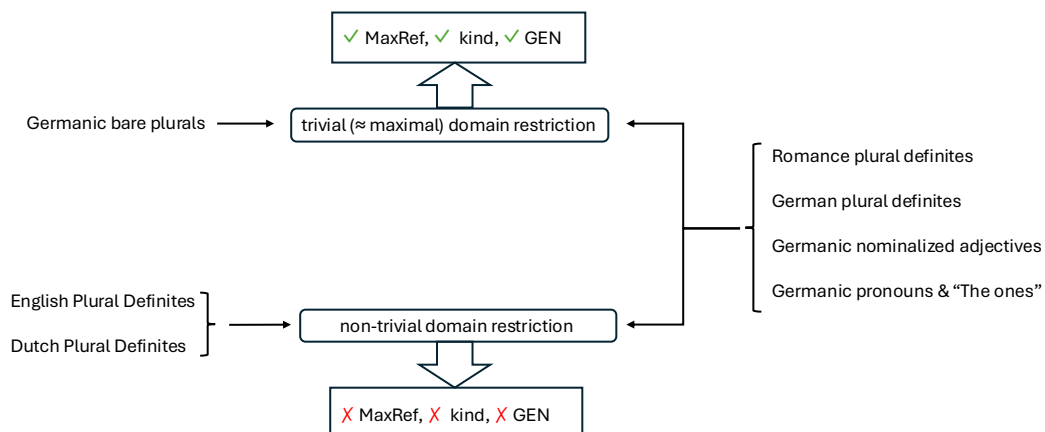 ✓ MaxRef, ✓ kind, ✓ GEN
Germanic bare plurals
trivial (≈ maximal) domain restriction
Romance plural definites
German plural definites
Germanic nominalized adjectives
Germanic pronouns & “The ones”
English Plural Definites
Dutch Plural Definites
non-trivial domain restriction
✗ MaxRef, ✗ kind, ✗ GEN